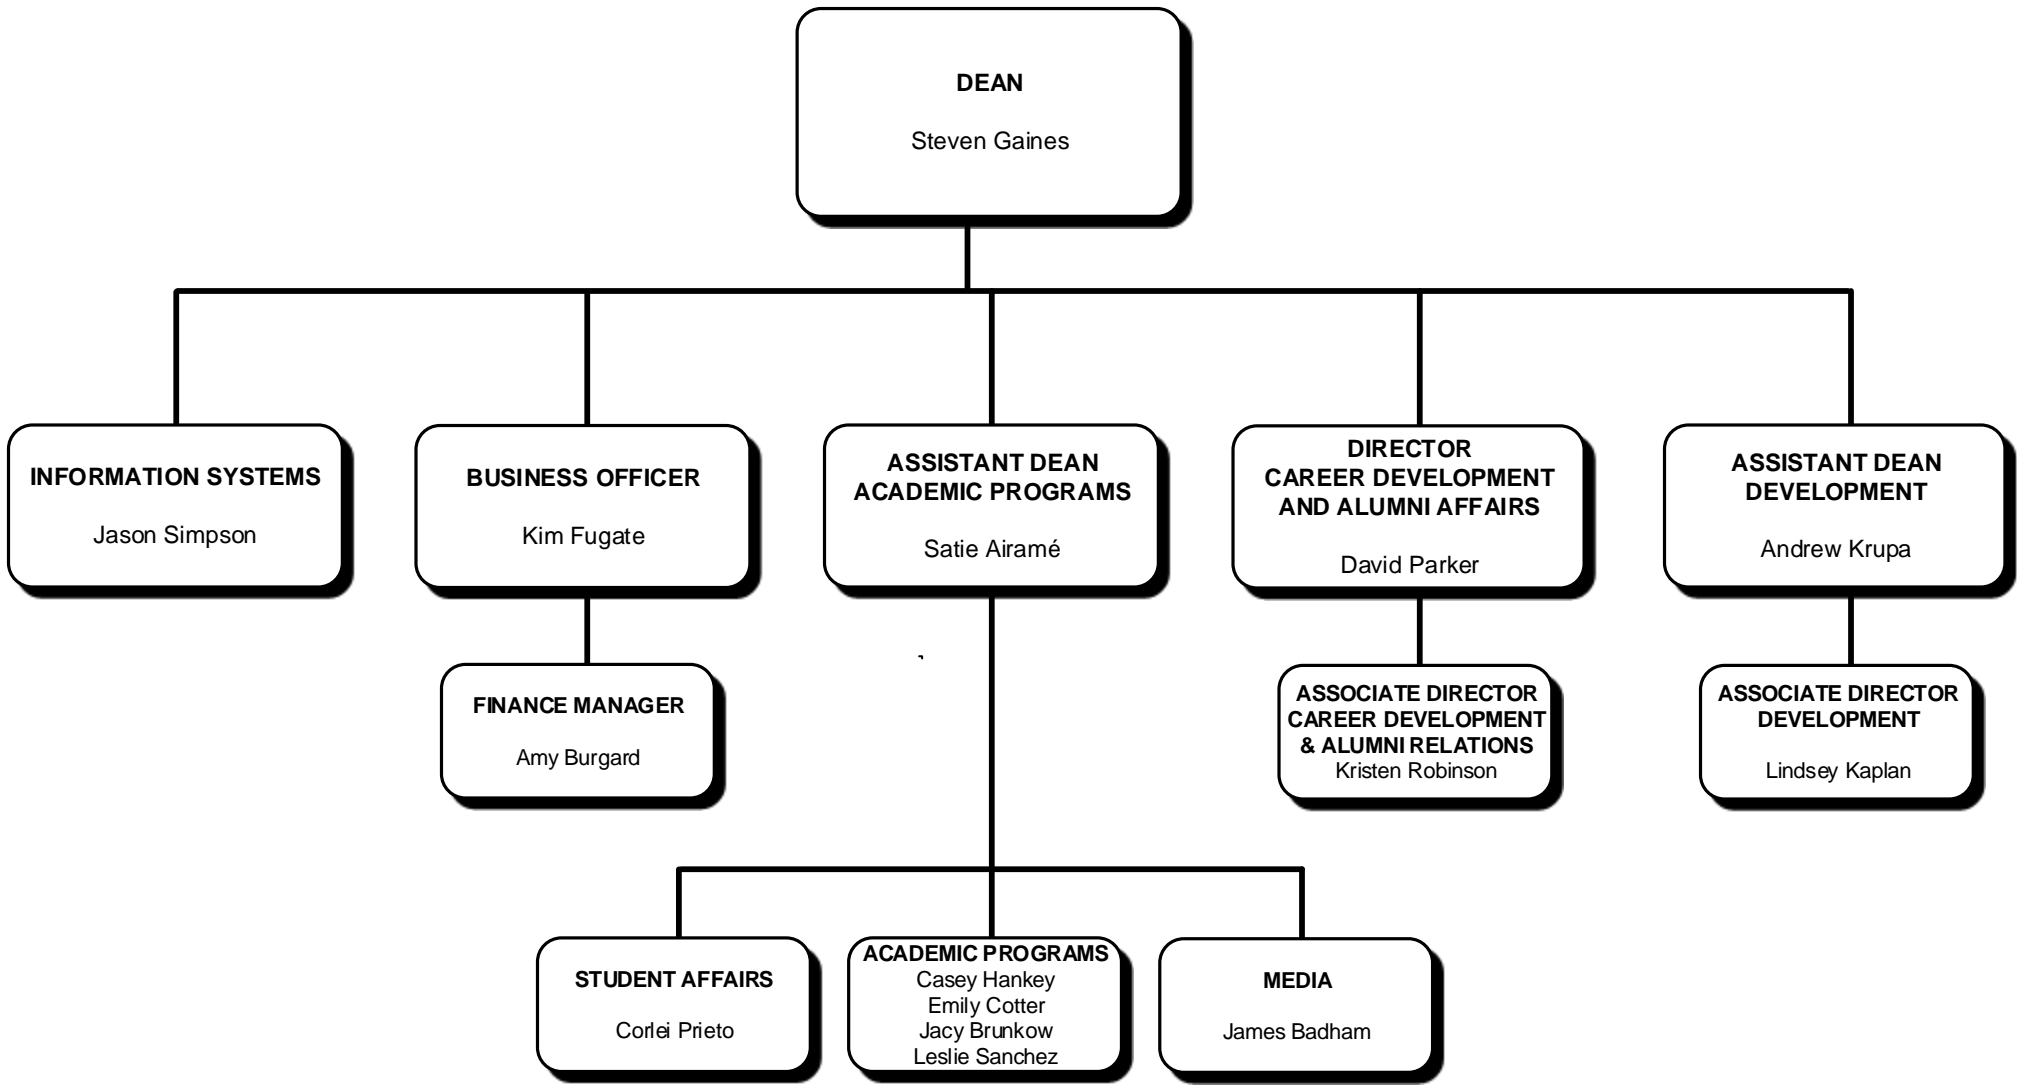 DEAN
Steven Gaines
INFORMATION SYSTEMS
Jason Simpson
BUSINESS OFFICER
Kim Fugate
ASSISTANT DEAN
ACADEMIC PROGRAMS
Satie Airamé
DIRECTOR
CAREER DEVELOPMENT
AND ALUMNI AFFAIRS
David Parker
ASSISTANT DEAN
DEVELOPMENT
Andrew Krupa
FINANCE MANAGER
Amy Burgard
ASSOCIATE DIRECTOR
CAREER DEVELOPMENT
& ALUMNI RELATIONS
Kristen Robinson
ASSOCIATE DIRECTOR
DEVELOPMENT
Lindsey Kaplan
STUDENT AFFAIRS
Corlei Prieto
ACADEMIC PROGRAMS
Casey Hankey
Emily Cotter
Jacy Brunkow
Leslie Sanchez
MEDIA
James Badham